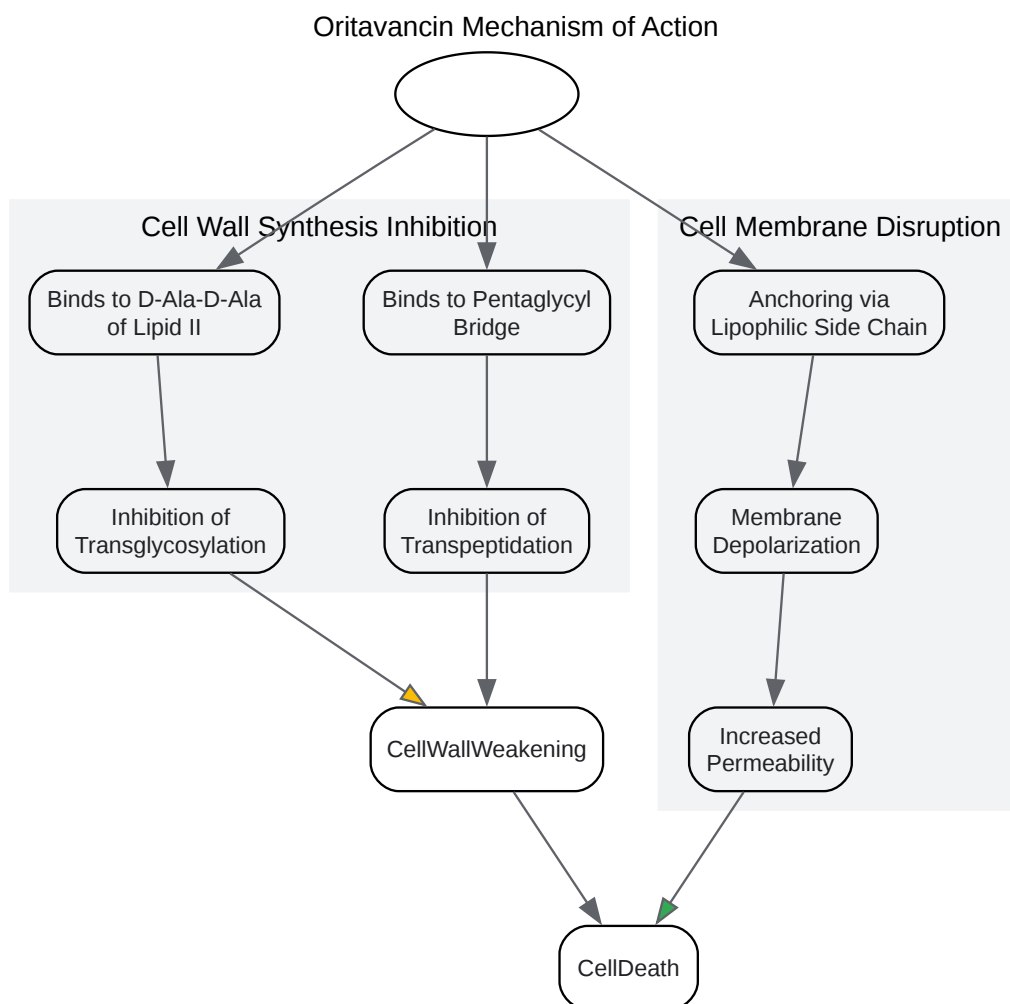 Oritavancin Mechanism of Action
Cell Wall Synthesis Inhibition
Cell Membrane Disruption
Binds to D-Ala-D-Ala
of Lipid II
Binds to Pentaglycyl
Bridge
Anchoring via
Lipophilic Side Chain
Inhibition of
Transglycosylation
Inhibition of
Transpeptidation
Membrane
Depolarization
CellWallWeakening
Increased
Permeability
CellDeath